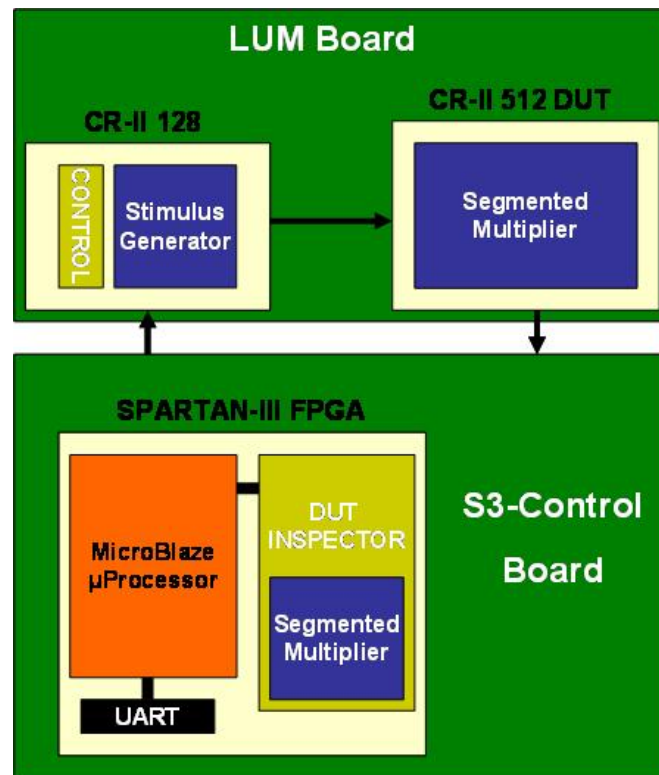 LUM Board
CR-II 128
CR-II 512 DUT
CONTROL
Stimulus
Generator
Segmented
Multiplier
SPARTAN-III FPGA
MicroBlaze
µProcessor
DUT
INSPECTOR
Segmented
Multiplier
UART
S3-Control
Board